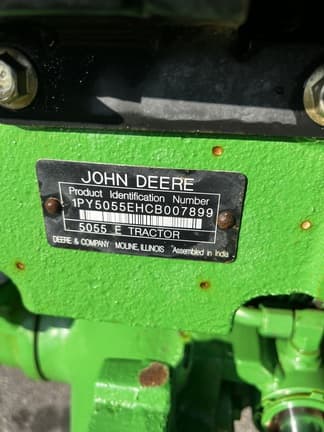 JOHN DEERE
Product Identification Number
1PY5055EHCB007899
5055 E TRACTOR
DEERE & COMPANY MOLINE, ILLINOIS *Assembled in India